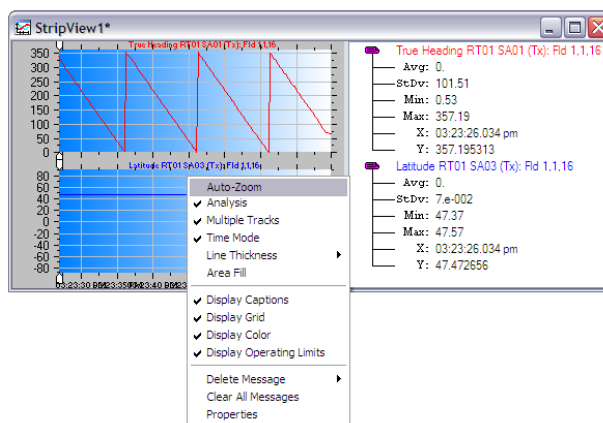 StripView1*
True Heading RT01 SA01 (Tx): Fld 1,1,16
350
300
250
200
150
100
50
0
Latitude RT01 SA03 (Tx): Fld 1,1,16
80
60
40
20
0
-20
-40
-60
-80
03:23:30 PM
True Heading RT01 SA01 (Tx): Fld 1,1,16
Avg: 0.
StDv: 101.51
Min: 0.53
Max: 357.19
X: 03:23:26.034 pm
Y: 357.195313
Latitude RT01 SA03 (Tx): Fld 1,1,16
Avg: 0.
StDv: 7.e-002
Min: 47.37
Max: 47.57
X: 03:23:26.034 pm
Y: 47.472656
Auto-Zoom
Analysis
Multiple Tracks
Time Mode
Line Thickness
Area Fill
Display Captions
Display Grid
Display Color
Display Operating Limits
Delete Message
Clear All Messages
Properties